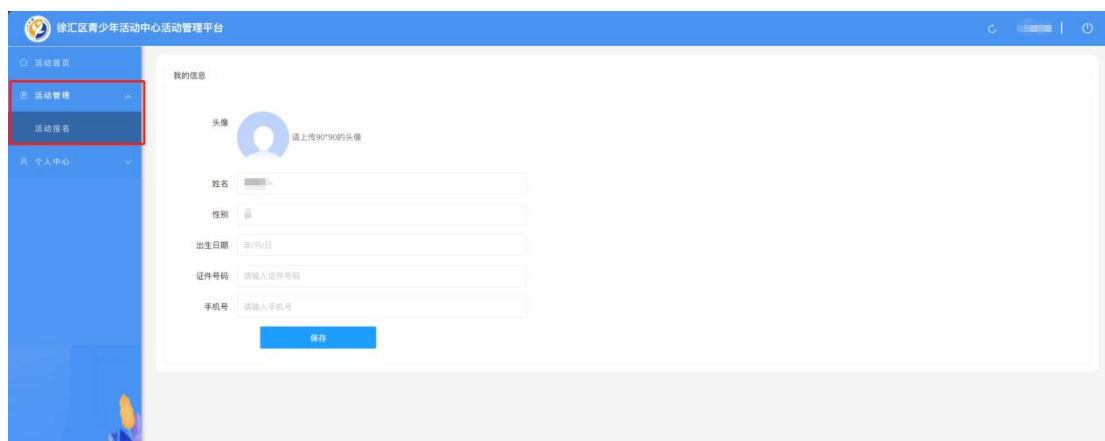 徐汇区青少年活动中心活动管理平台
活动首页
活动管理
活动报名
个人中心
我的信息
头像
请上传90*90的头像
姓名
性别
出生日期 年/月/日
证件号码 请输入证件号码
手机号 请输入手机号
保存